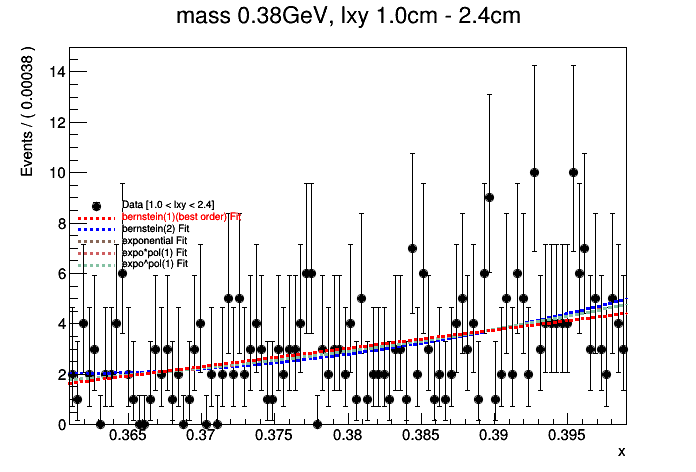 mass 0.38GeV, lxy 1.0cm - 2.4cm
Events / ( 0.00038 )
14
12
10
8
6
4
2
0
Data [1.0 < lxy < 2.4]
bernstein(1)(best order) Fit
bernstein(2) Fit
exponential Fit
expo*pol(1) Fit
expo^pol(1) Fit
0.365 0.37 0.375 0.38 0.385 0.39 0.395
x